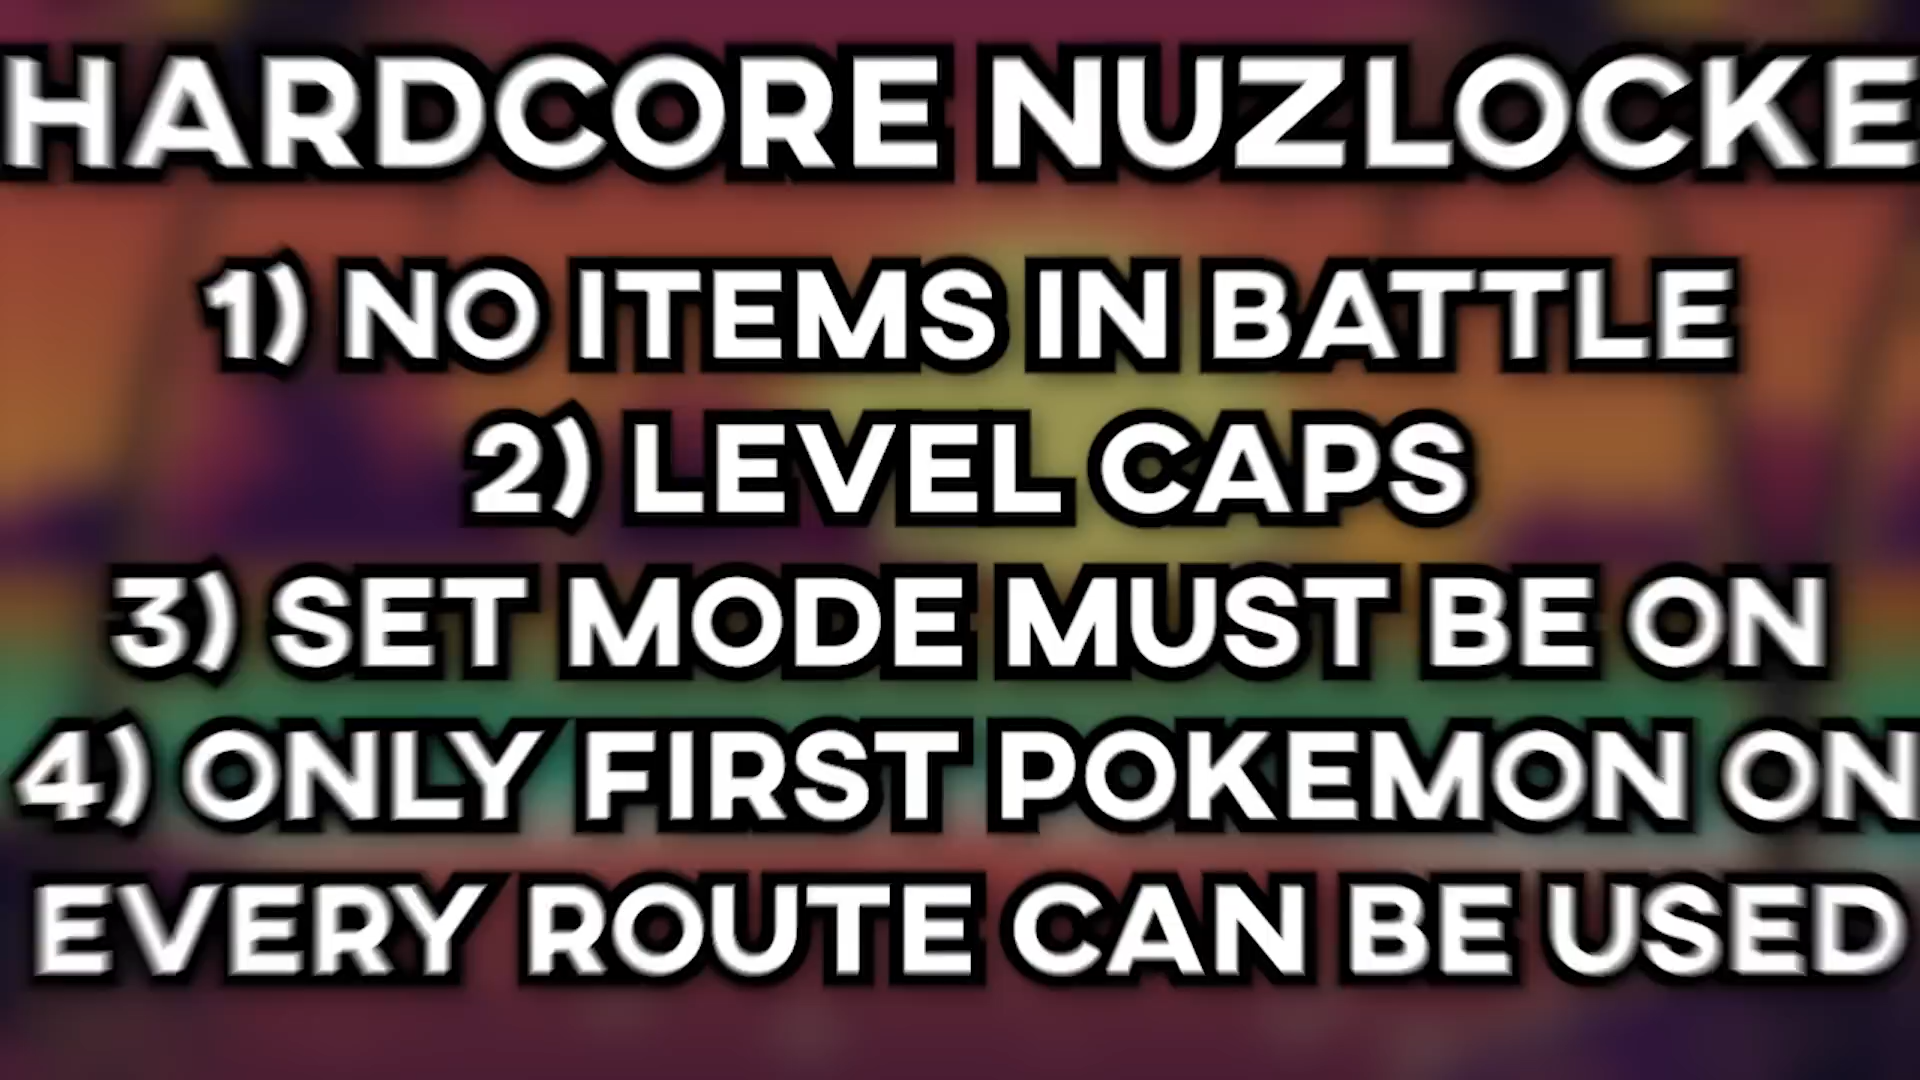 HARDCORE NUZLOCKE
1) NO ITEMS IN BATTLE
2) LEVEL CAPS
3) SET MODE MUST BE ON
4) ONLY FIRST POKEMON ON
EVERY ROUTE CAN BE USED